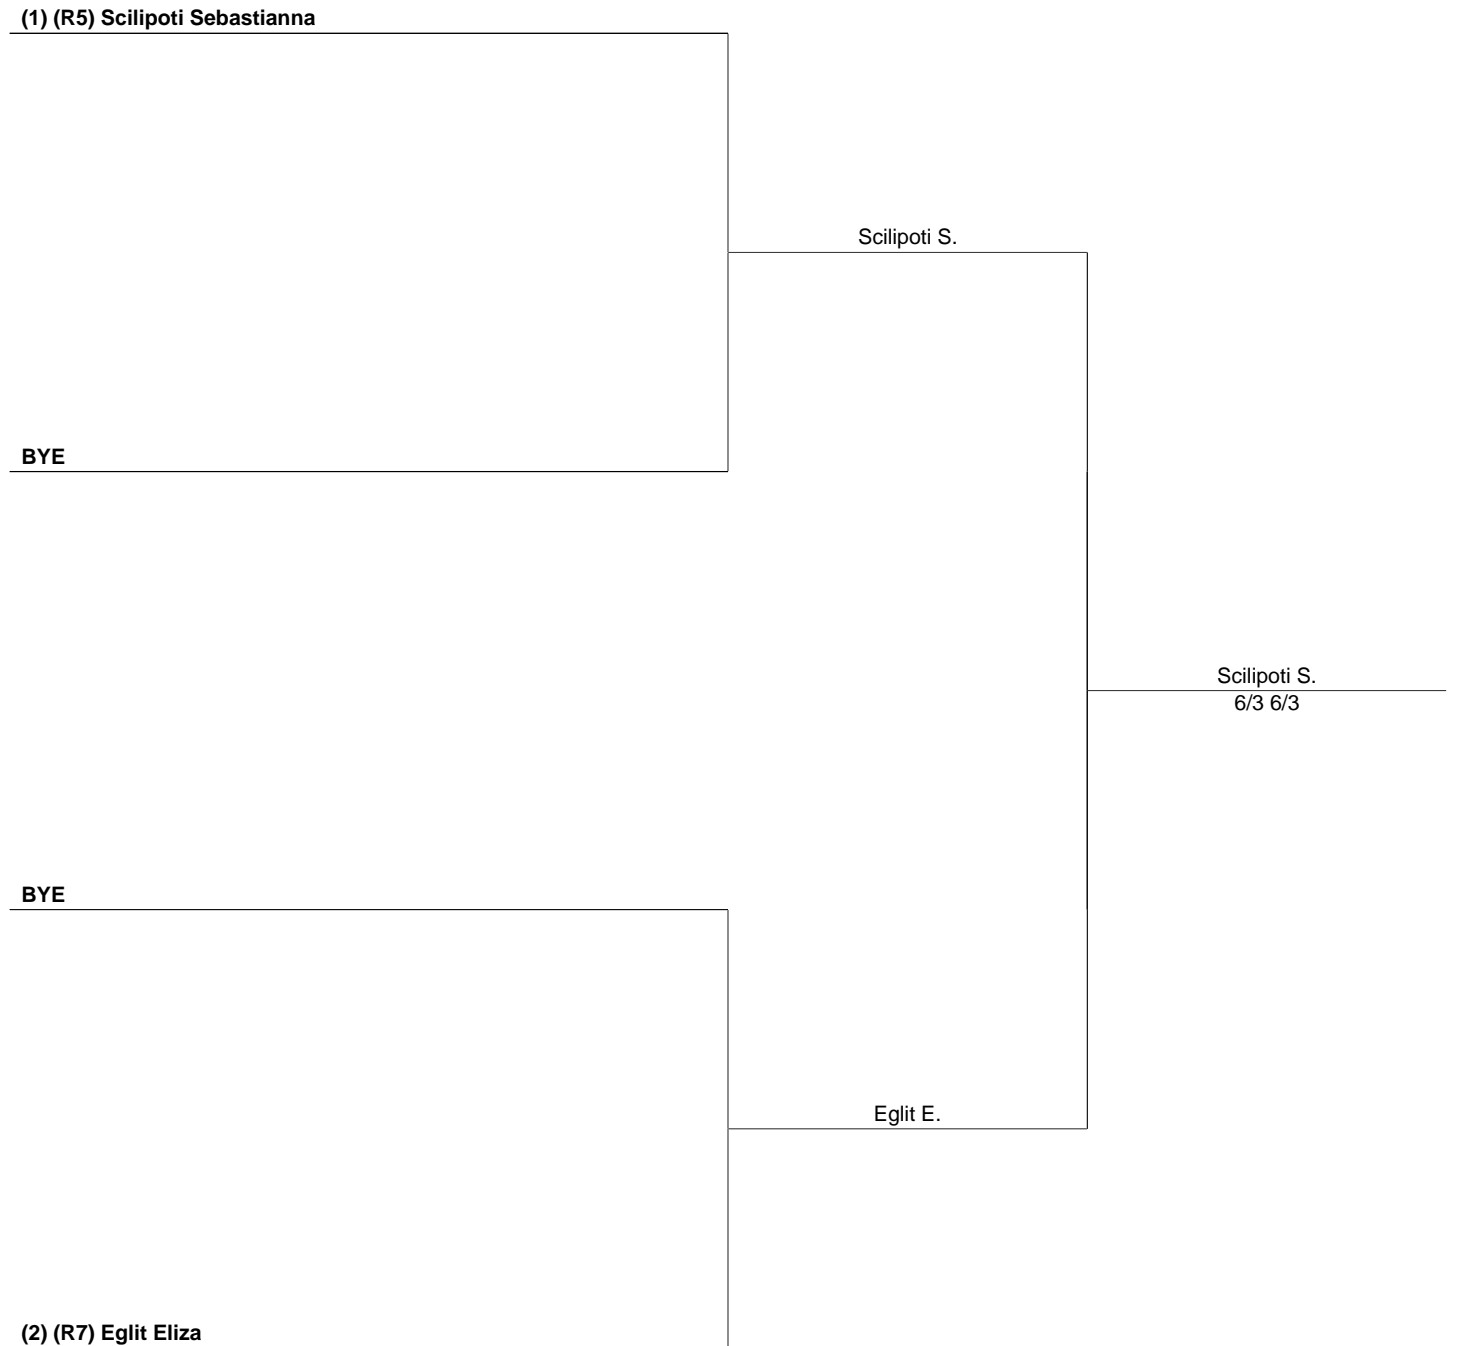 (1) (R5) Scilipoti Sebastianna
Scilipoti S.
BYE
Scilipoti S.
6/3 6/3
BYE
Eglit E.
(2) (R7) Eglit Eliza